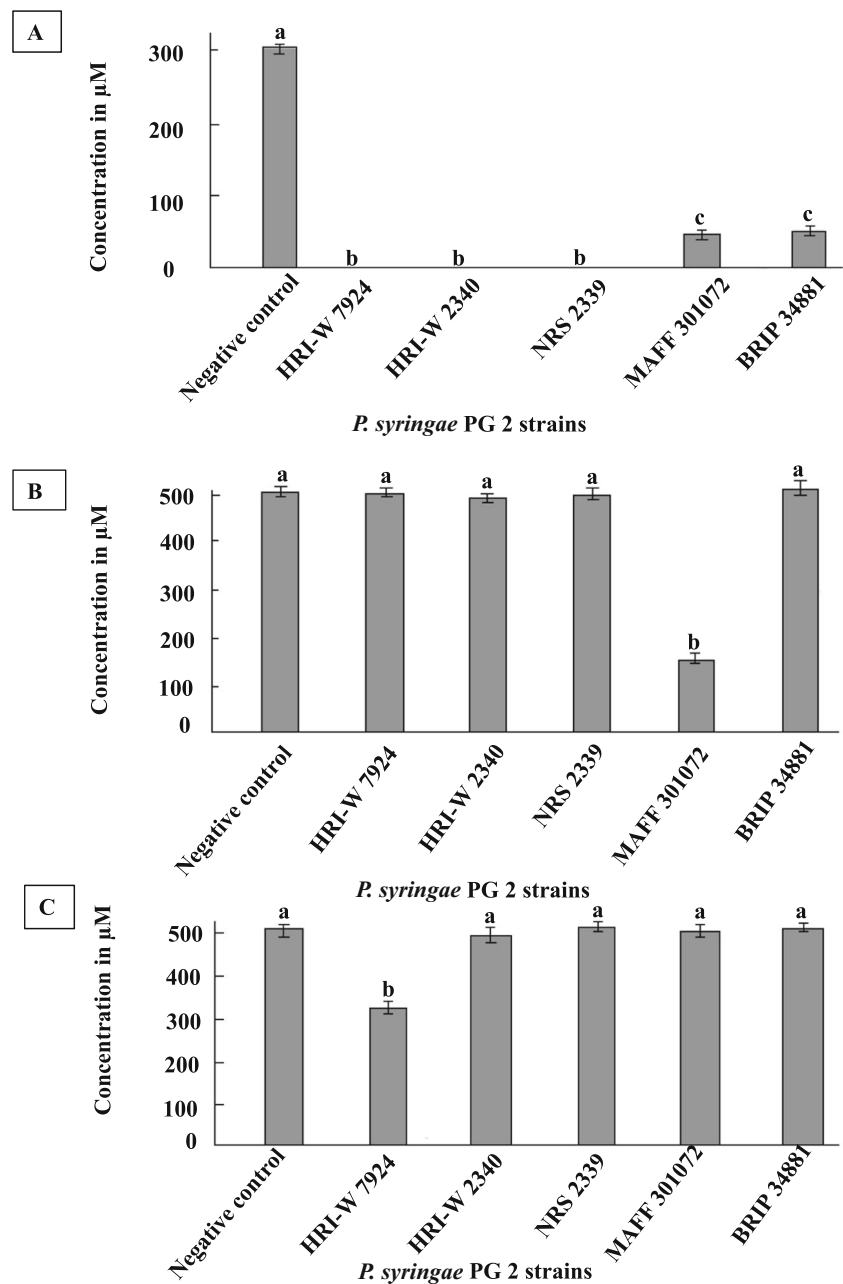 A
Concentration in µM
300
200
100
0
a
b
b
b
c
c
Negative control
HRI-W 7924
HRI-W 2340
NRS 2339
MAFF 301072
BRIP 34881
P. syringae PG 2 strains
B
Concentration in µM
500
400
300
200
100
0
a
a
a
a
b
a
Negative control
HRI-W 7924
HRI-W 2340
NRS 2339
MAFF 301072
BRIP 34881
P. syringae PG 2 strains
C
Concentration in µM
500
400
300
200
100
0
a
b
a
a
a
a
Negative control
HRI-W 7924
HRI-W 2340
NRS 2339
MAFF 301072
BRIP 34881
P. syringae PG 2 strains